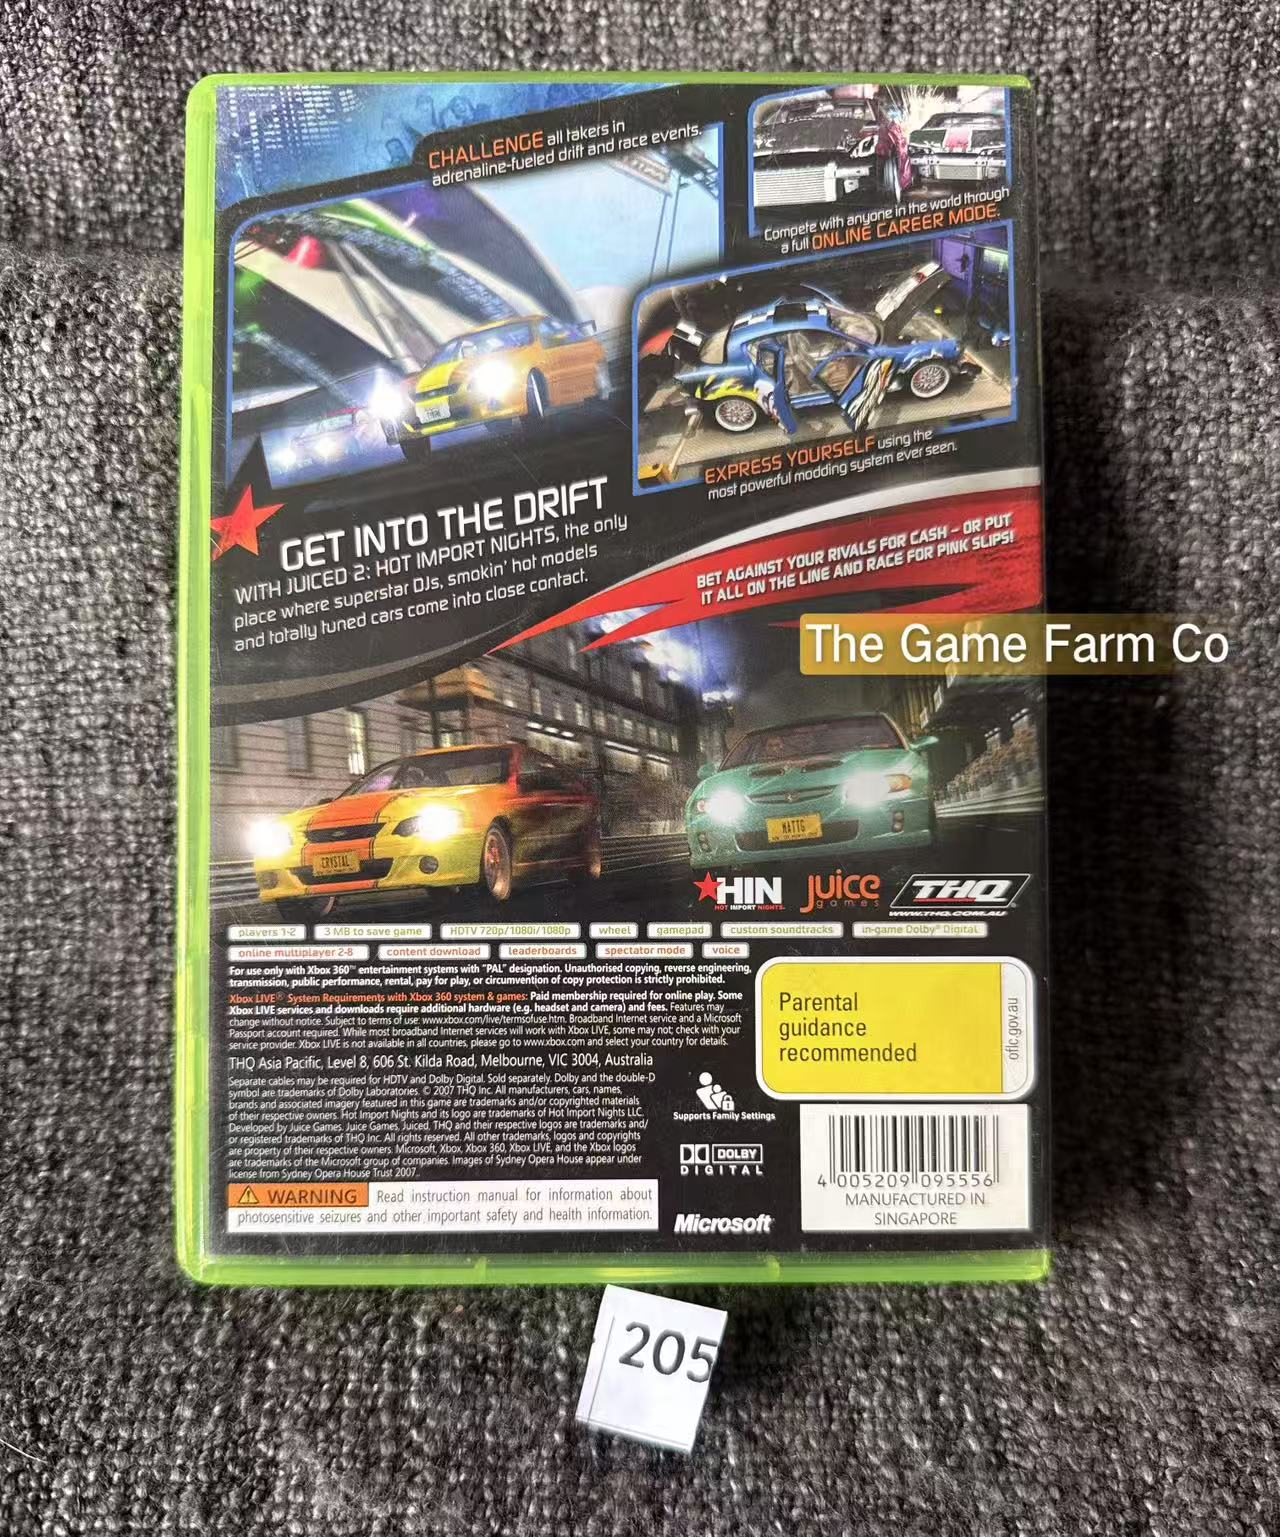 CHALLENGE all takers in
adrenaline-fueled drift and race events.
Compete with anyone in the world through
a full ONLINE CAREER MODE.
EXPRESS YOURSELF using the
most powerful modding system ever seen.
GET INTO THE DRIFT
WITH JUICED 2: HOT IMPORT NIGHTS, the only
place where superstar DJs, smokin' hot models
and totally tuned cars come into close contact.
BET AGAINST YOUR RIVALS FOR CASH – OR PUT
IT ALL ON THE LINE AND RACE FOR PINK SLIPS!
The Game Farm Co
CRYSTAL
MATTG
HIN
HOT IMPORT NIGHTS.
juice
games
THQ
WWW.THQ.COM.AU
players 1-2
3 MB to save game
HDTV 720p/1080i/1080p
wheel
gamepad
custom soundtracks
in-game Dolby® Digital
online multiplayer 2-8
content download
leaderboards
spectator mode
voice
For use only with Xbox 360™ entertainment systems with "PAL" designation. Unauthorised copying, reverse engineering,
transmission, public performance, rental, pay for play, or circumvention of copy protection is strictly prohibited.
Xbox LIVE® System Requirements with Xbox 360 system & games: Paid membership required for online play. Some
Xbox LIVE services and downloads require additional hardware (e.g. headset and camera) and fees. Features may
change without notice. Subject to terms of use: www.xbox.com/live/termsofuse.htm. Broadband Internet service and a Microsoft
Passport account required. While most broadband Internet services will work with Xbox LIVE, some may not; check with your
service provider. Xbox LIVE is not available in all countries, please go to www.xbox.com and select your country for details.
THQ Asia Pacific, Level 8, 606 St. Kilda Road, Melbourne, VIC 3004, Australia
Separate cables may be required for HDTV and Dolby Digital. Sold separately. Dolby and the double-D
symbol are trademarks of Dolby Laboratories. © 2007 THQ Inc. All manufacturers, cars, names,
brands and associated imagery featured in this game are trademarks and/or copyrighted materials
of their respective owners. Hot Import Nights and its logo are trademarks of Hot Import Nights LLC.
Developed by Juice Games. Juice Games, Juiced, THQ and their respective logos are trademarks and/
or registered trademarks of THQ Inc. All rights reserved. All other trademarks, logos and copyrights
are property of their respective owners. Microsoft, Xbox, Xbox 360, Xbox LIVE, and the Xbox logos
are trademarks of the Microsoft group of companies. Images of Sydney Opera House appear under
license from Sydney Opera House Trust 2007.
WARNING Read instruction manual for information about
photosensitive seizures and other important safety and health information.
Supports Family Settings
DOLBY
DIGITAL
Microsoft
Parental
guidance
recommended
oflc.gov.au
4 005209 095556
MANUFACTURED IN
SINGAPORE
205